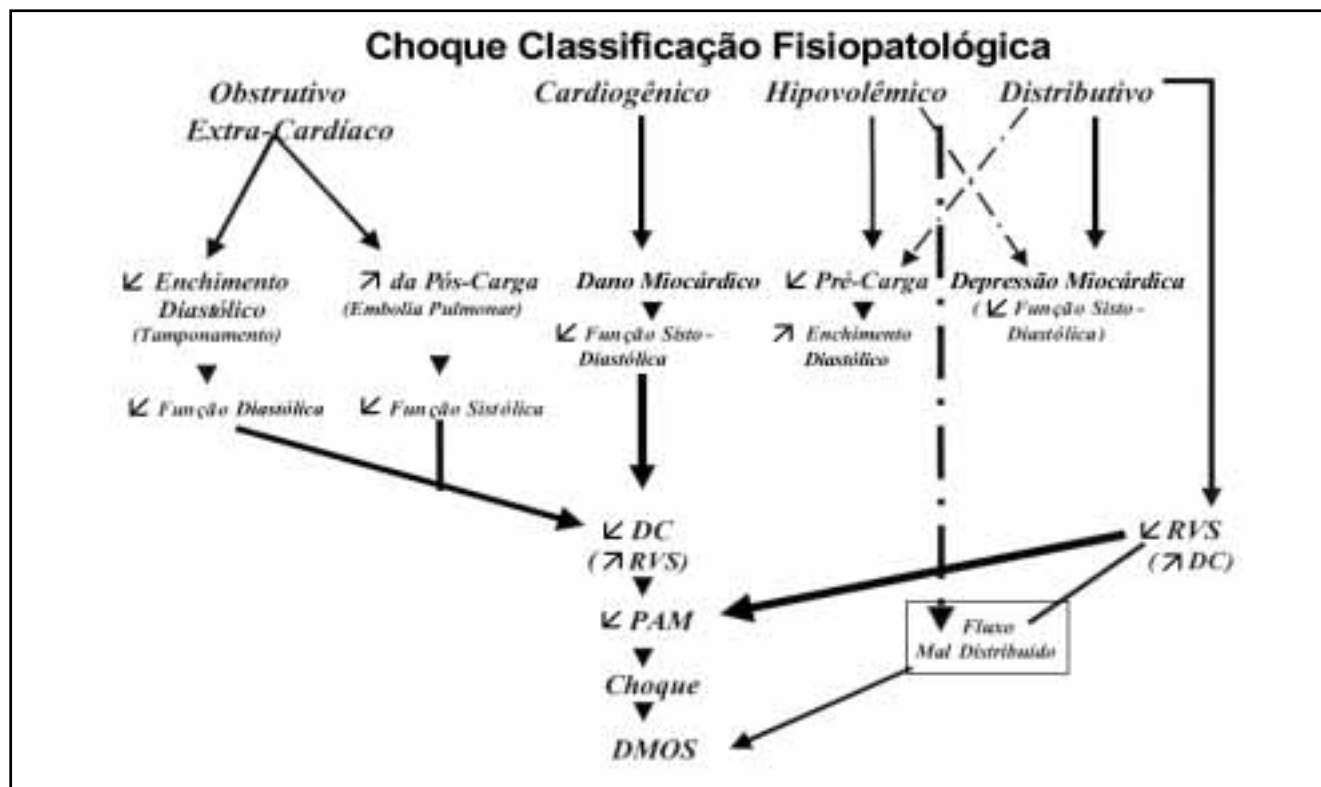 Choque Classificação Fisiopatológica
Obstrutivo
Extra-Cardíaco
Cardiogênico
Hipovolêmico
Distributivo
↙ Enchimento
Diastólico
(Tamponamento)
↗ da Pós-Carga
(Embolia Pulmonar)
Dano Miocárdico
↙ Função Sisto-
Diastólica
↙ Pré-Carga
↗ Enchimento
Diastólico
Depressão Miocárdica
(↙ Função Sisto-
Diastólica)
↙ Função Diastólica
↙ Função Sistólica
↙ DC
(↗RVS)
↙ RVS
(↗DC)
↙ PAM
Fluxo
Mal Distribuído
Choque
DMOS